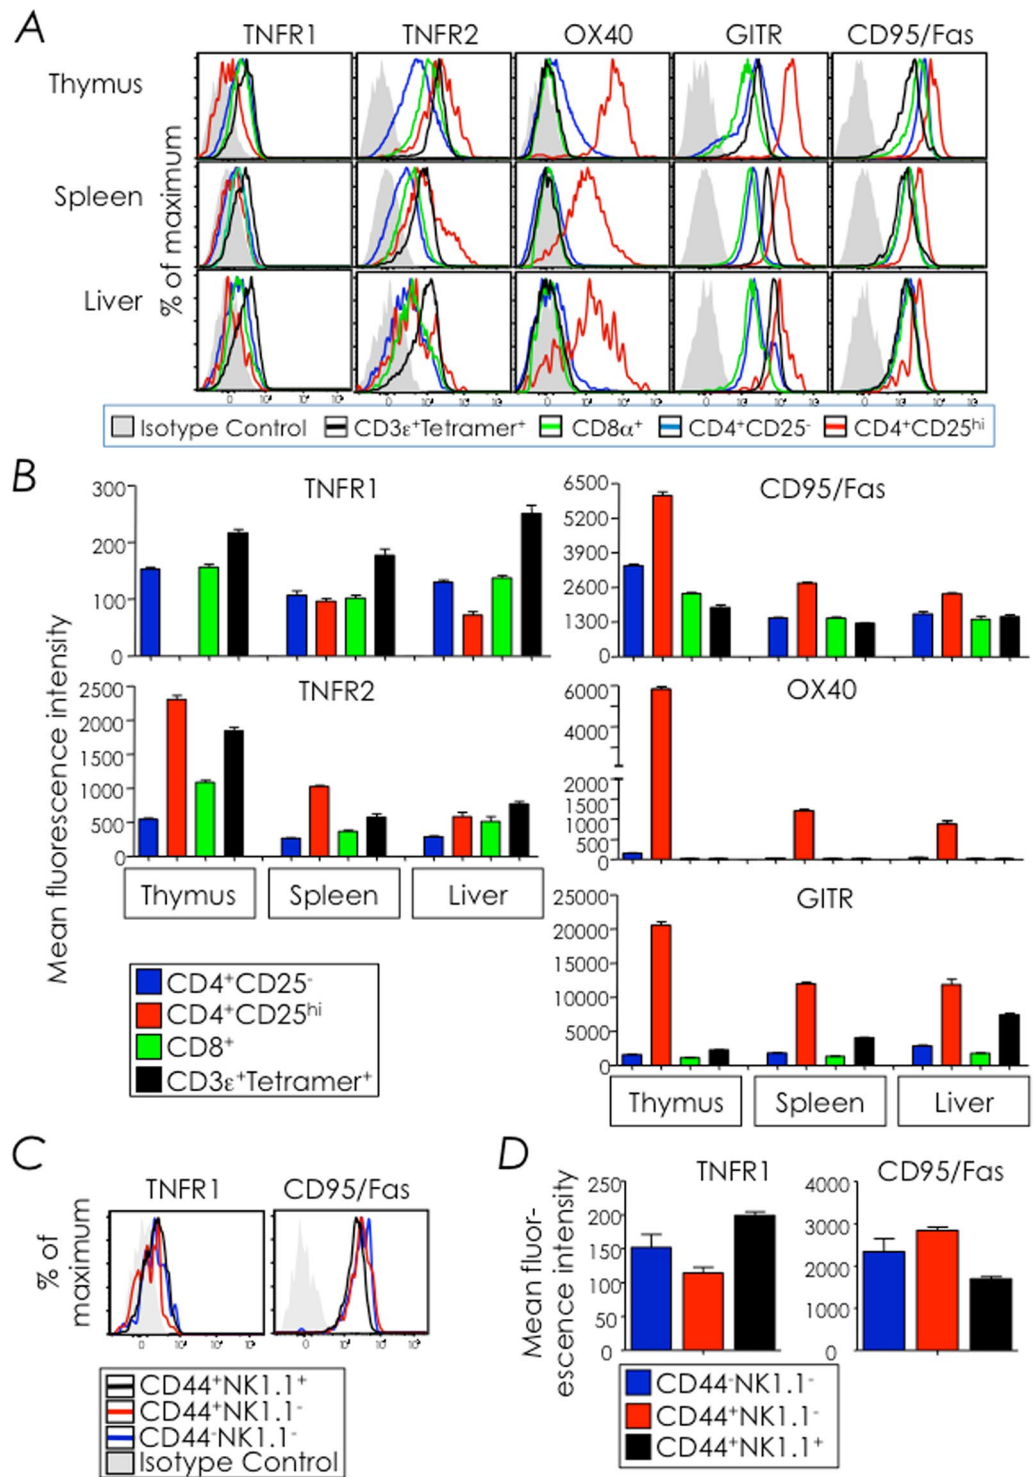 A
TNFR1 TNFR2 OX40 GITR CD95/Fas
Thymus
Spleen
Liver
% of maximum
Isotype Control CD3ε⁺Tetramer⁺ CD8α⁺ CD4⁺CD25⁻ CD4⁺CD25ʰⁱ
B
Mean fluorescence intensity
TNFR1
300
200
100
0
CD95/Fas
6500
5200
3900
2600
1300
0
TNFR2
2500
2000
1500
1000
500
0
Thymus Spleen Liver
OX40
6000
4000
2000
1500
1000
500
0
GITR
25000
20000
15000
10000
5000
0
Thymus Spleen Liver
CD4⁺CD25⁻
CD4⁺CD25ʰⁱ
CD8⁺
CD3ε⁺Tetramer⁺
C
TNFR1 CD95/Fas
% of
maximum
CD44⁺NK1.1⁺
CD44⁺NK1.1⁻
CD44⁻NK1.1⁻
Isotype Control
D
Mean fluor-
escence intensity
TNFR1
250
200
150
100
50
0
CD95/Fas
4000
3000
2000
1000
0
CD44⁻NK1.1⁻
CD44⁺NK1.1⁻
CD44⁺NK1.1⁺